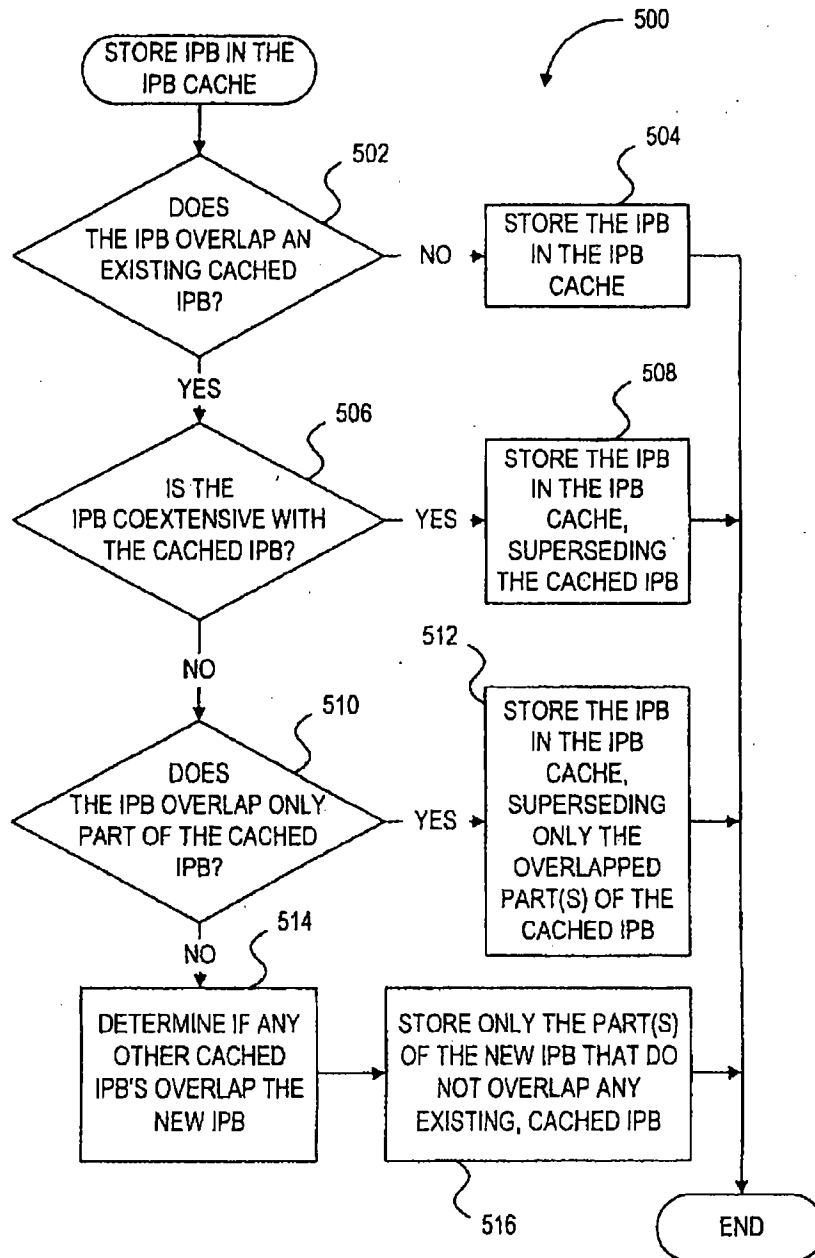 500
STORE IPB IN THE
IPB CACHE
502
DOES
THE IPB OVERLAP AN
EXISTING CACHED
IPB?
NO
504
STORE THE IPB
IN THE IPB
CACHE
YES
506
IS THE
IPB COEXTENSIVE WITH
THE CACHED IPB?
YES
508
STORE THE IPB
IN THE IPB
CACHE,
SUPERSEDING
THE CACHED IPB
NO
510
DOES
THE IPB OVERLAP ONLY
PART OF THE CACHED
IPB?
YES
512
STORE THE IPB
IN THE IPB
CACHE,
SUPERSEDING
ONLY THE
OVERLAPPED
PART(S) OF THE
CACHED IPB
NO
514
DETERMINE IF ANY
OTHER CACHED
IPB'S OVERLAP THE
NEW IPB
STORE ONLY THE PART(S)
OF THE NEW IPB THAT DO
NOT OVERLAP ANY
EXISTING, CACHED IPB
516
END